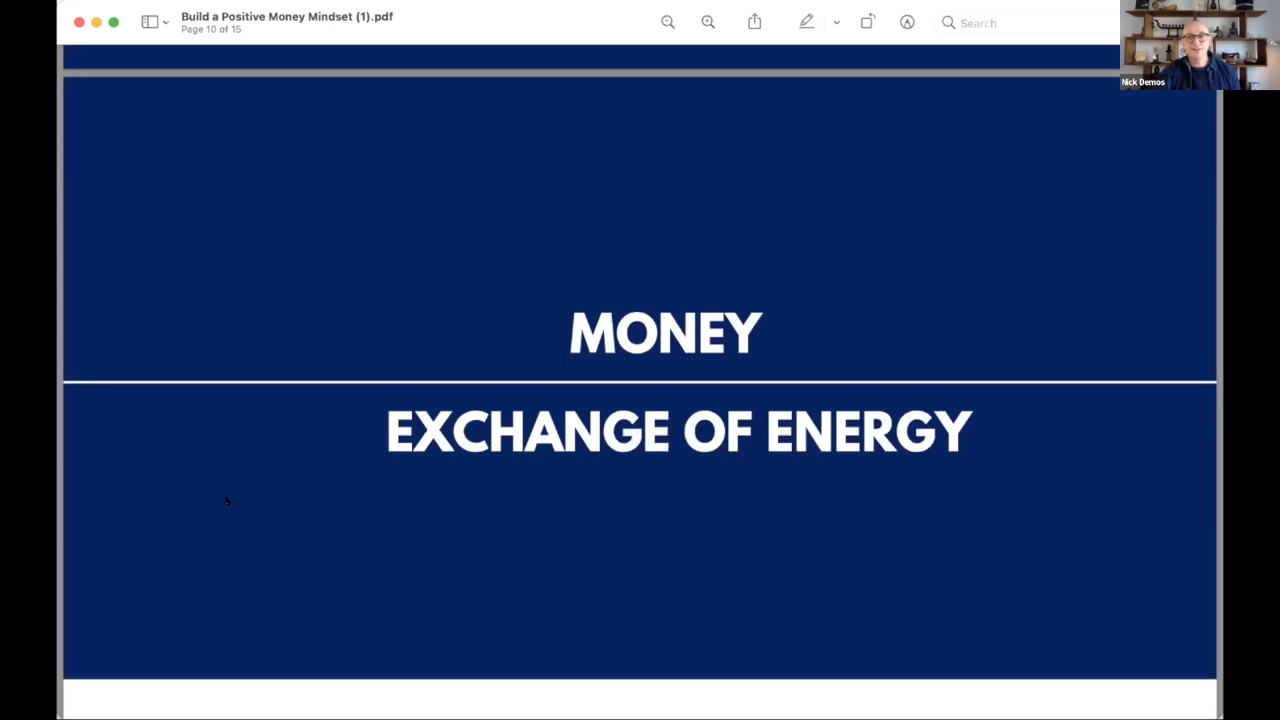 Build a Positive Money Mindset (1).pdf
Page 10 of 15
Search
Nick Demos
MONEY
EXCHANGE OF ENERGY